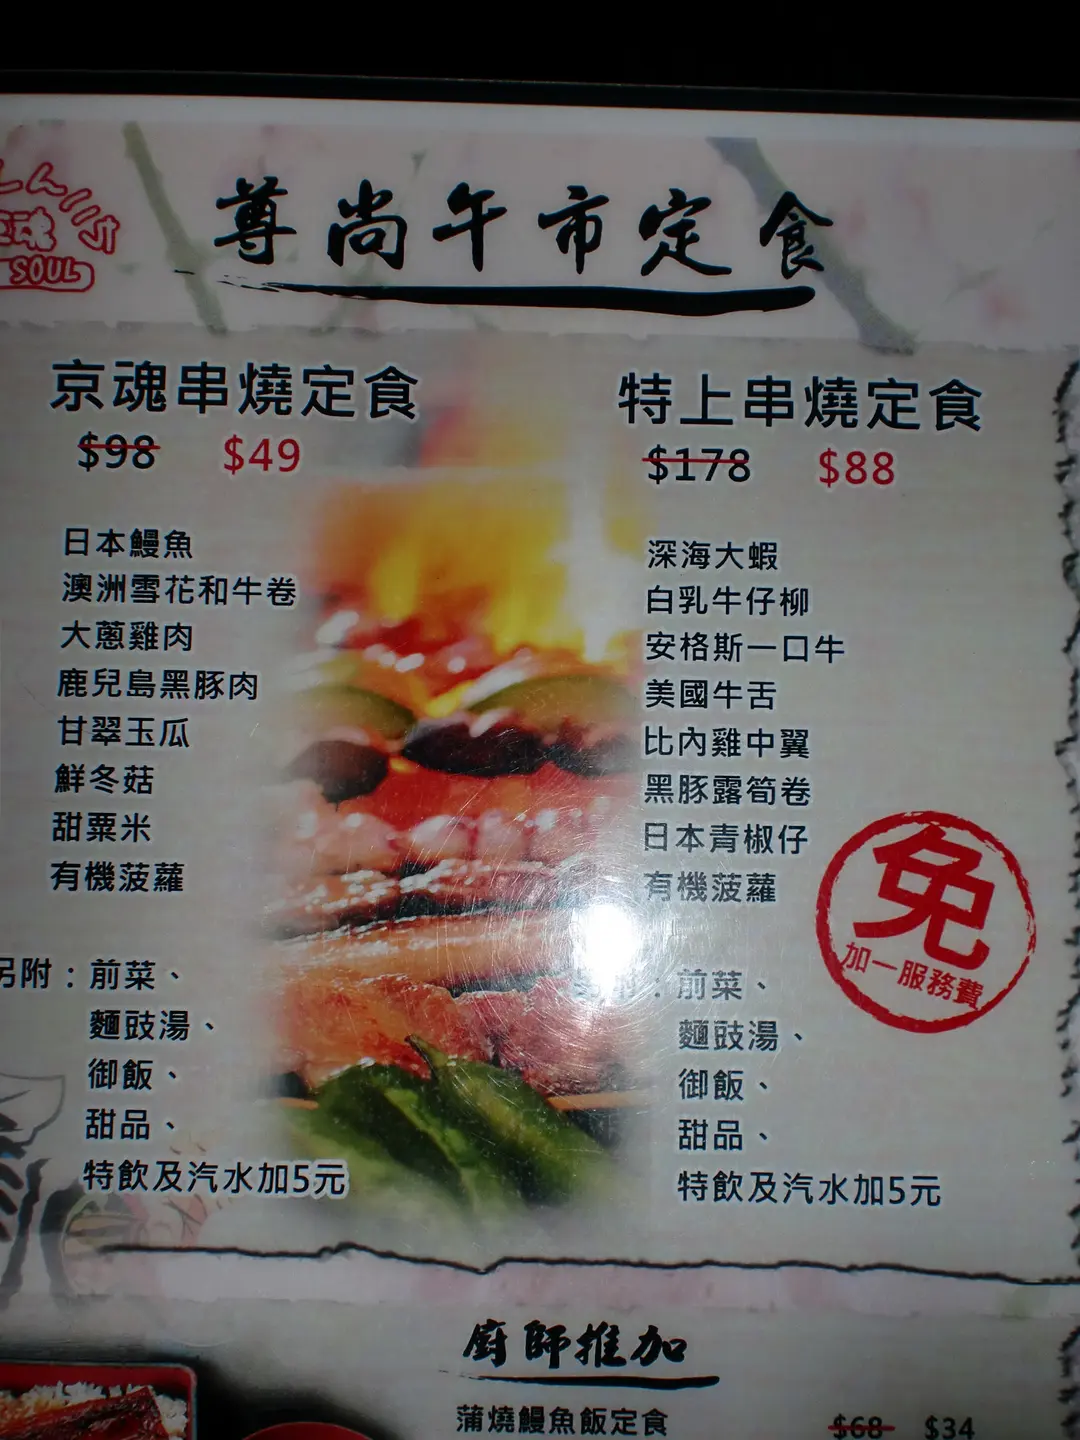 魂
SOUL
尊尚午市定食
京魂串燒定食
$98 $49
日本鰻魚
澳洲雪花和牛卷
大蔥雞肉
鹿兒島黑豚肉
甘翠玉瓜
鮮冬菇
甜粟米
有機菠蘿
另附：前菜、
麵豉湯、
御飯、
甜品、
特飲及汽水加5元
特上串燒定食
$178 $88
深海大蝦
白乳牛仔柳
安格斯一口牛
美國牛舌
比內雞中翼
黑豚露筍卷
日本青椒仔
有機菠蘿
前菜、
麵豉湯、
御飯、
甜品、
特飲及汽水加5元
免
加一服務費
廚師推加
蒲燒鰻魚飯定食 $68 $34